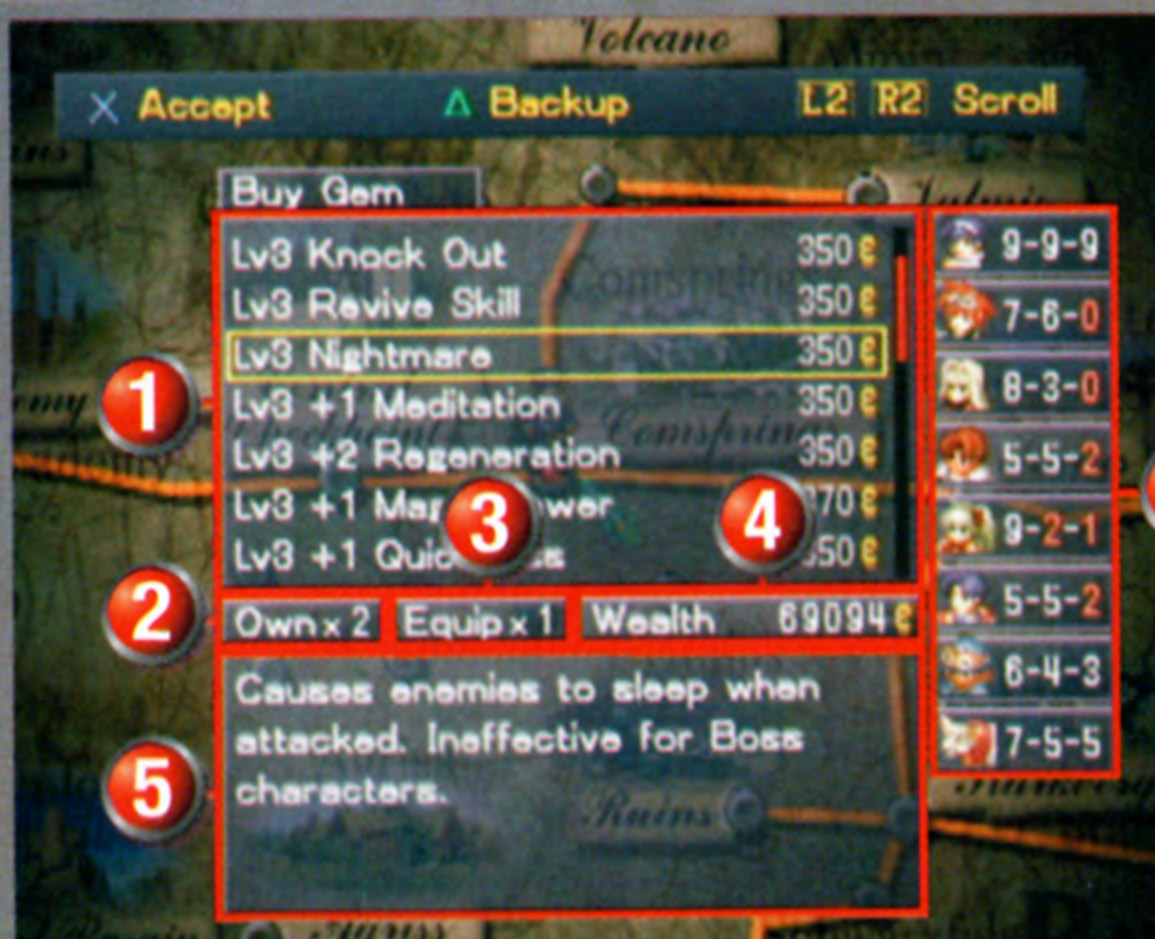 Volcano
X Accept Δ Backup L2 R2 Scroll
Buy Gem
Lv3 Knock Out 350
Lv3 Revive Skill 350
Lv3 Nightmare 350
Lv3 +1 Meditation 350
Lv3 +2 Regeneration 350
Lv3 +1
Lv3 +1
Comspring
1
3
4
2
Own x 2 Equip x 1 Wealth 69094
Causes enemies to sleep when
attacked. Ineffective for Boss
characters.
5
Ruins
9-9-9
7-6-0
8-3-0
5-5-2
9-2-1
5-5-2
6-4-3
7-5-5